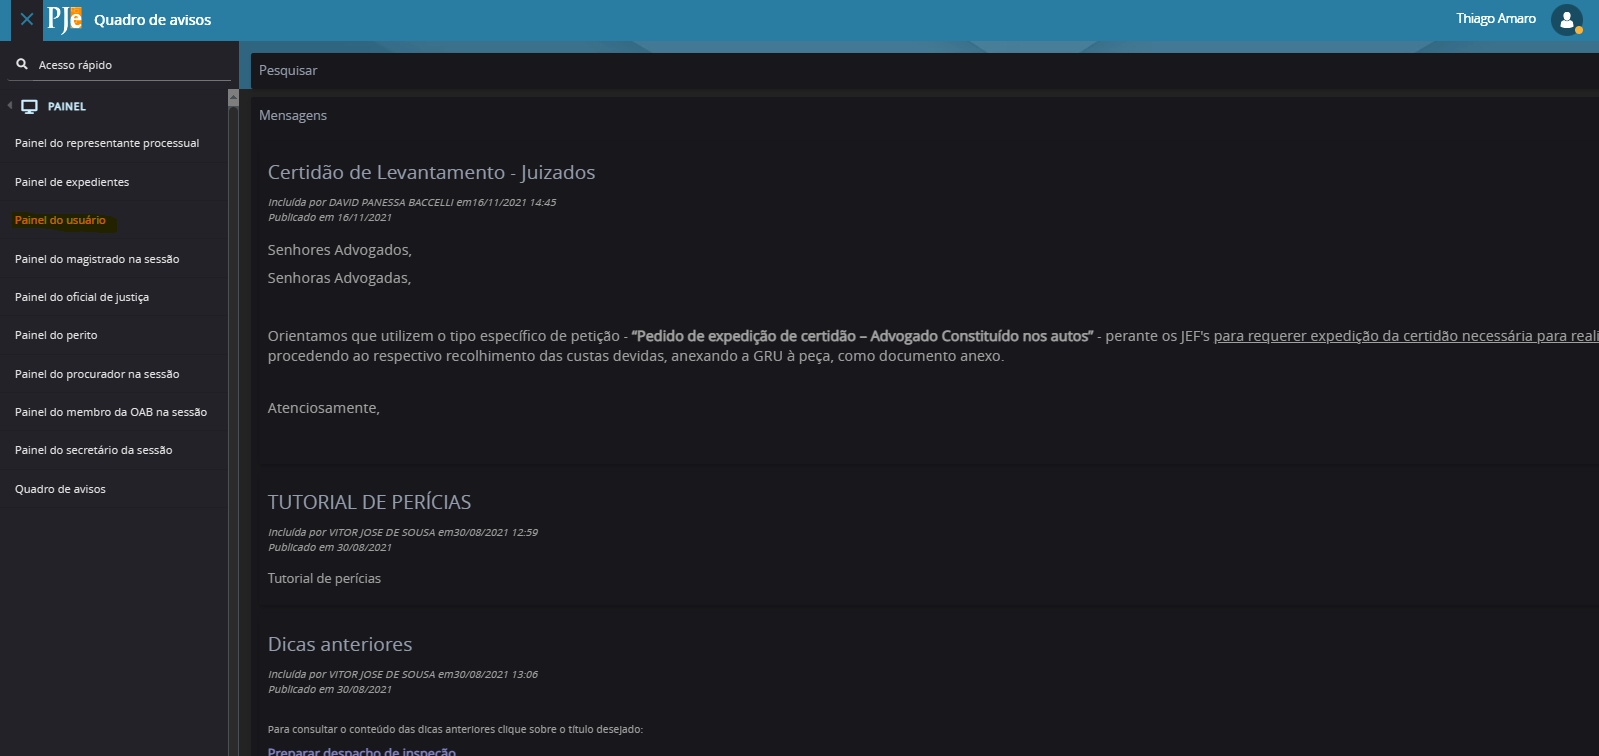 PJe Quadro de avisos
Thiago Amaro
Acesso rápido
PAINEL
Painel do representante processual
Painel de expedientes
Painel do usuário
Painel do magistrado na sessão
Painel do oficial de justiça
Painel do perito
Painel do procurador na sessão
Painel do membro da OAB na sessão
Painel do secretário da sessão
Quadro de avisos
Pesquisar
Mensagens
Certidão de Levantamento - Juizados
Incluída por DAVID PANESSA BACCELLI em16/11/2021 14:45
Publicado em 16/11/2021
Senhores Advogados,
Senhoras Advogadas,
Orientamos que utilizem o tipo específico de petição - “Pedido de expedição de certidão – Advogado Constituído nos autos” - perante os JEF's para requerer expedição da certidão necessária para reali
procedendo ao respectivo recolhimento das custas devidas, anexando a GRU à peça, como documento anexo.
Atenciosamente,
TUTORIAL DE PERÍCIAS
Incluída por VITOR JOSE DE SOUSA em30/08/2021 12:59
Publicado em 30/08/2021
Tutorial de perícias
Dicas anteriores
Incluída por VITOR JOSE DE SOUSA em30/08/2021 13:06
Publicado em 30/08/2021
Para consultar o conteúdo das dicas anteriores clique sobre o título desejado:
Preparar despacho de inspeção